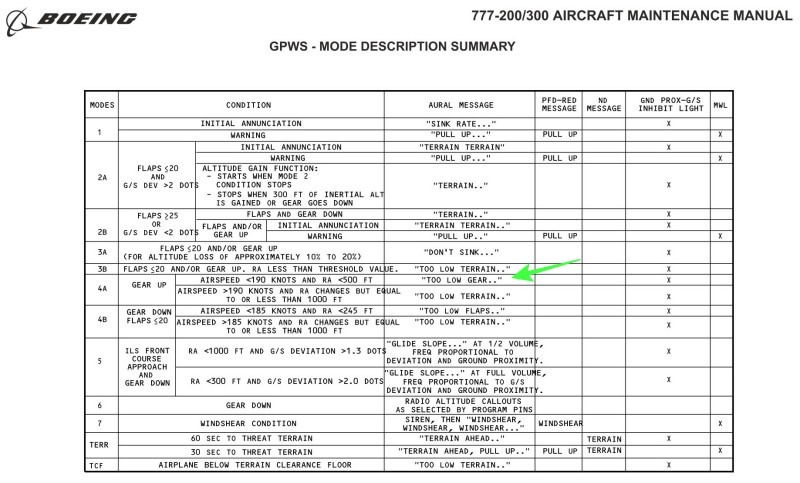 BOEING
777-200/300 AIRCRAFT MAINTENANCE MANUAL
GPWS - MODE DESCRIPTION SUMMARY
MODES CONDITION AURAL MESSAGE PFD-RED MESSAGE ND MESSAGE GND PROX-G/S INHIBIT LIGHT MWL
1 INITIAL ANNUNCIATION "SINK RATE..." X
WARNING "PULL UP..." PULL UP X
2A FLAPS ≤20 AND G/S DEV >2 DOTS INITIAL ANNUNCIATION "TERRAIN TERRAIN" X
WARNING "PULL UP..." PULL UP X
ALTITUDE GAIN FUNCTION:
- STARTS WHEN MODE 2
CONDITION STOPS
- STOPS WHEN 300 FT OF INERTIAL ALT
IS GAINED OR GEAR GOES DOWN
"TERRAIN.." X
2B FLAPS ≥25 OR G/S DEV <2 DOTS FLAPS AND GEAR DOWN "TERRAIN.." X
FLAPS AND/OR GEAR UP INITIAL ANNUNCIATION "TERRAIN TERRAIN.." X
WARNING "PULL UP.." PULL UP X
3A FLAPS ≤20 AND/OR GEAR UP
(FOR ALTITUDE LOSS OF APPROXIMATELY 10% TO 20%)
"DON'T SINK..." X
3B FLAPS ≤20 AND/OR GEAR UP. RA LESS THAN THRESHOLD VALUE. "TOO LOW TERRAIN.." X
4A GEAR UP AIRSPEED <190 KNOTS AND RA <500 FT "TOO LOW GEAR.." X
AIRSPEED >190 KNOTS AND RA CHANGES BUT EQUAL
TO OR LESS THAN 1000 FT
"TOO LOW TERRAIN.." X
4B GEAR DOWN FLAPS ≤20 AIRSPEED <185 KNOTS AND RA <245 FT "TOO LOW FLAPS.." X
AIRSPEED >185 KNOTS AND RA CHANGES BUT EQUAL
TO OR LESS THAN 1000 FT
"TOO LOW TERRAIN.." X
5 ILS FRONT COURSE APPROACH AND GEAR DOWN RA <1000 FT AND G/S DEVIATION >1.3 DOTS
"GLIDE SLOPE..." AT 1/2 VOLUME,
FREQ PROPORTIONAL TO
DEVIATION AND GROUND PROXIMITY.
X
RA <300 FT AND G/S DEVIATION >2.0 DOTS
"GLIDE SLOPE..." AT FULL VOLUME,
FREQ PROPORTIONAL TO G/S
DEVIATION AND GROUND PROXIMITY.
X
6 GEAR DOWN
RADIO ALTITUDE CALLOUTS
AS SELECTED BY PROGRAM PINS
7 WINDSHEAR CONDITION
SIREN, THEN "WINDSHEAR,
WINDSHEAR, WINDSHEAR..."
WINDSHEAR X
TERR 60 SEC TO THREAT TERRAIN "TERRAIN AHEAD.." TERRAIN X
30 SEC TO THREAT TERRAIN "TERRAIN AHEAD, PULL UP.." PULL UP TERRAIN X
TCF AIRPLANE BELOW TERRAIN CLEARANCE FLOOR "TOO LOW TERRAIN.." X